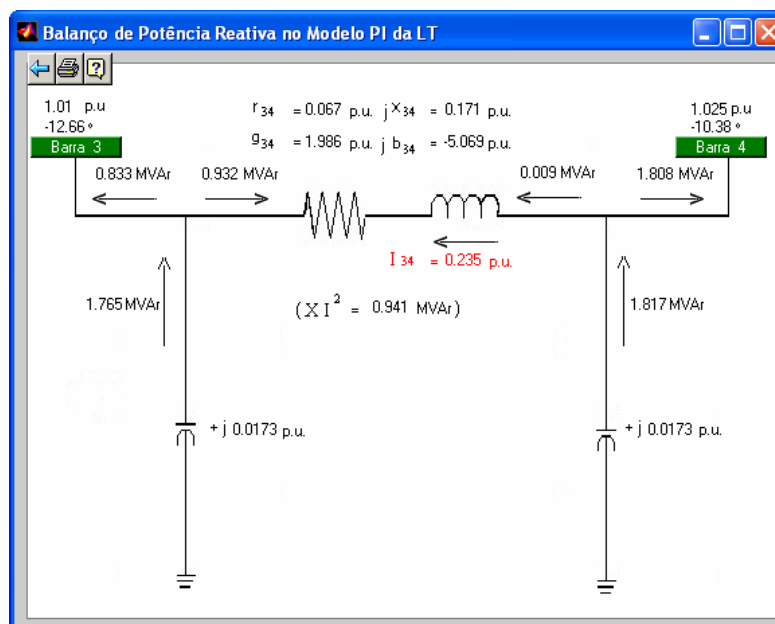 Balanço de Potência Reativa no Modelo PI da LT
1.01 p.u
-12.66 °
Barra 3
r34 = 0.067 p.u. j x34 = 0.171 p.u.
g34 = 1.986 p.u. j b34 = -5.069 p.u.
1.025 p.u
-10.38 °
Barra 4
0.833 MVAr
0.932 MVAr
0.009 MVAr
1.808 MVAr
I34 = 0.235 p.u.
1.765 MVAr
(XI² = 0.941 MVAr)
1.817 MVAr
+ j 0.0173 p.u.
+ j 0.0173 p.u.